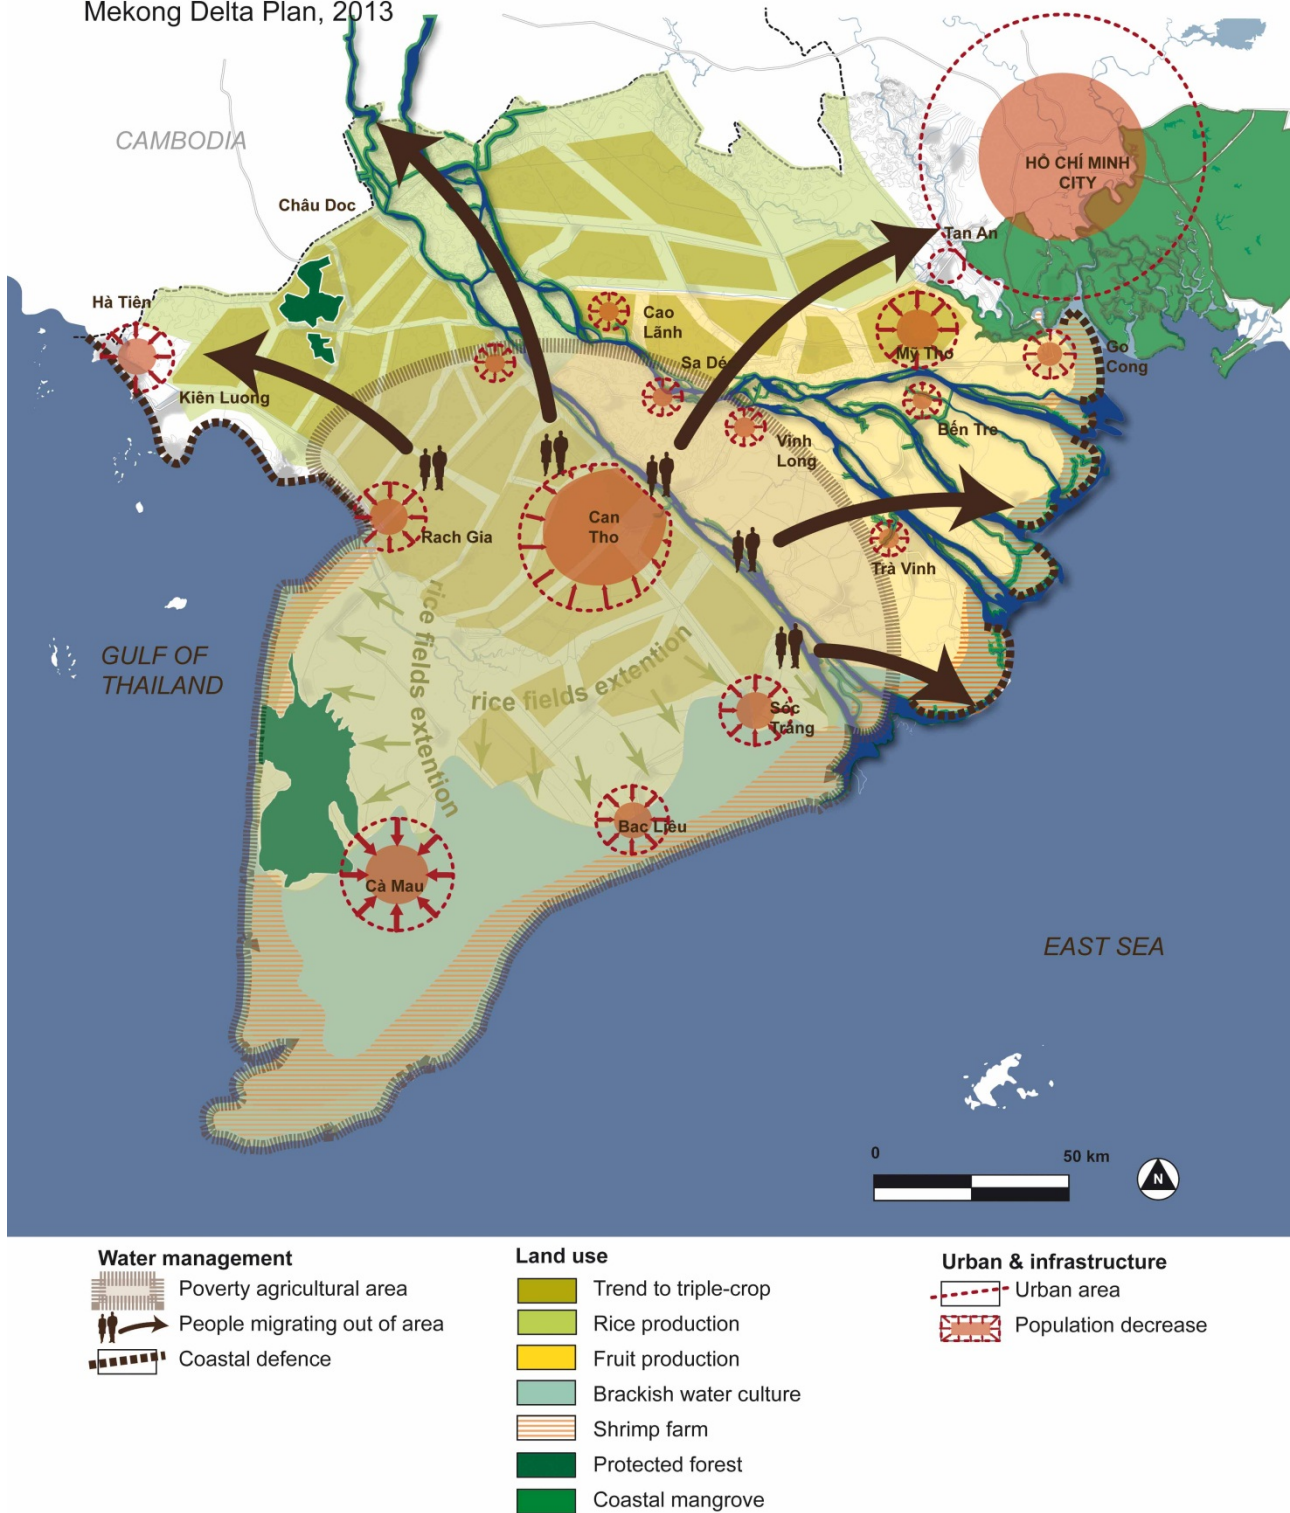 Mekong Delta Plan, 2013
CAMBODIA
HỒ CHÍ MINH
CITY
Châu Doc
Tan An
Hà Tiên
Cao
Lãnh
Sa Déc
Mỹ Tho
Go
Cong
Kiên Luong
Bến Tre
Vinh
Long
Can
Tho
Rach Gia
Trà Vinh
rice fields extention
rice fields extention
GULF OF
THAILAND
Sóc
Trăng
Bac Liêu
Cà Mau
EAST SEA
0
50 km
N
Water management
Poverty agricultural area
People migrating out of area
Coastal defence
Land use
Trend to triple-crop
Rice production
Fruit production
Brackish water culture
Shrimp farm
Protected forest
Coastal mangrove
Urban & infrastructure
Urban area
Population decrease